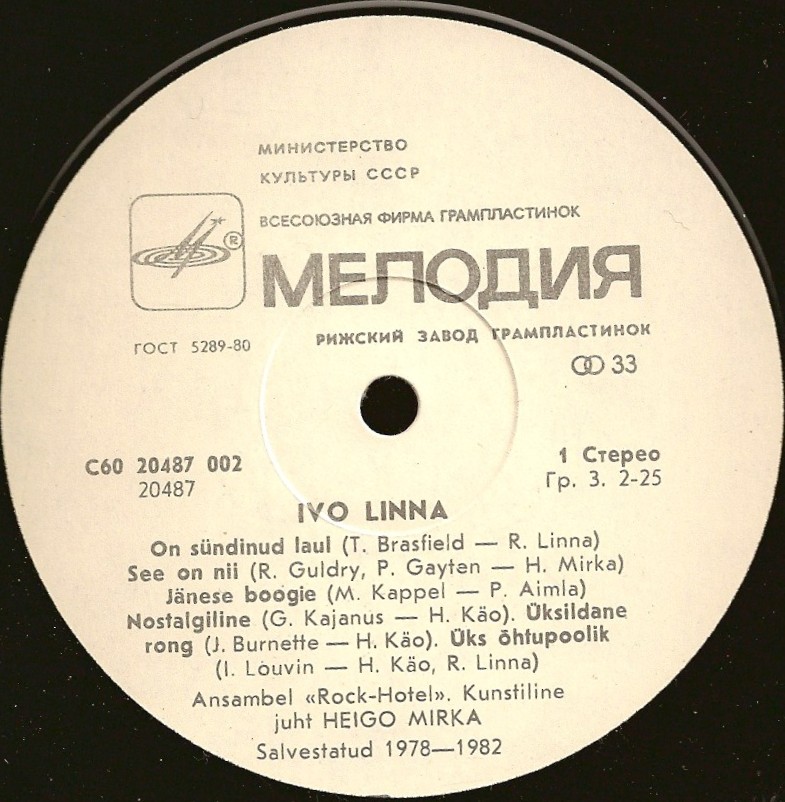 МИНИСТЕРСТВО
КУЛЬТУРЫ СССР
ВСЕСОЮЗНАЯ ФИРМА ГРАМПЛАСТИНОК
®
МЕЛОДИЯ
ГОСТ 5289-80
РИЖСКИЙ ЗАВОД ГРАМПЛАСТИНОК
33
С60 20487 002
1 Стерео
20487
Гр. 3. 2-25
IVO LINNA
On sündinud laul (T. Brasfield — R. Linna)
See on nii (R. Guldry, P. Gayten — H. Mirka)
Jänese boogie (M. Kappel — P. Aimla)
Nostalgiline (G. Kajanus — H. Käo). Üksildane
rong (J. Burnette — H. Käo). Üks õhtupoolik
(I. Louvin — H. Käo, R. Linna)
Ansambel «Rock-Hotel». Kunstiline
juht HEIGO MIRKA
Salvestatud 1978—1982